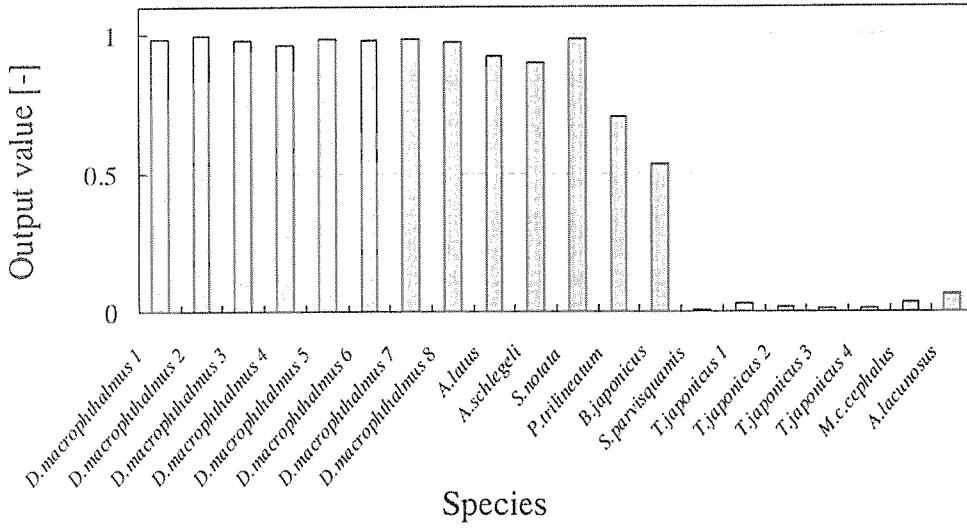 Output value [-]
1
0.5
0
D.macrophthalmus 1
D.macrophthalmus 2
D.macrophthalmus 3
D.macrophthalmus 4
D.macrophthalmus 5
D.macrophthalmus 6
D.macrophthalmus 7
D.macrophthalmus 8
A.latus
A.schlegeli
S.notata
P.trilineatum
B.japonicus
S.parvisquamis
T.japonicus 1
T.japonicus 2
T.japonicus 3
T.japonicus 4
M.c.cephalus
A.lacunosus
Species